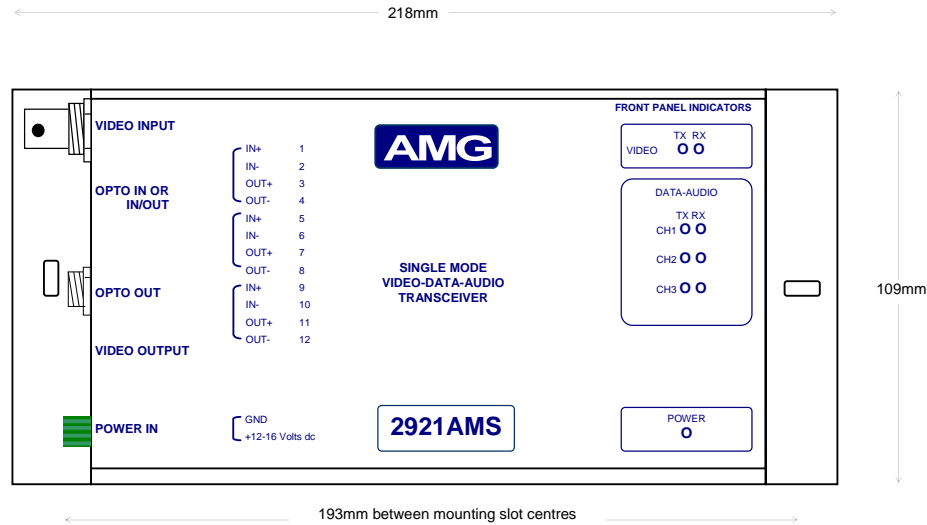 218mm
VIDEO INPUT
OPTO IN OR
IN/OUT
OPTO OUT
VIDEO OUTPUT
POWER IN
IN+ 1
IN- 2
OUT+ 3
OUT- 4
IN+ 5
IN- 6
OUT+ 7
OUT- 8
IN+ 9
IN- 10
OUT+ 11
OUT- 12
GND
+12-16 Volts dc
AMG
SINGLE MODE
VIDEO-DATA-AUDIO
TRANSCEIVER
2921AMS
FRONT PANEL INDICATORS
TX RX
VIDEO O O
DATA-AUDIO
TX RX
CH1 O O
CH2 O O
CH3 O O
POWER
O
109mm
193mm between mounting slot centres